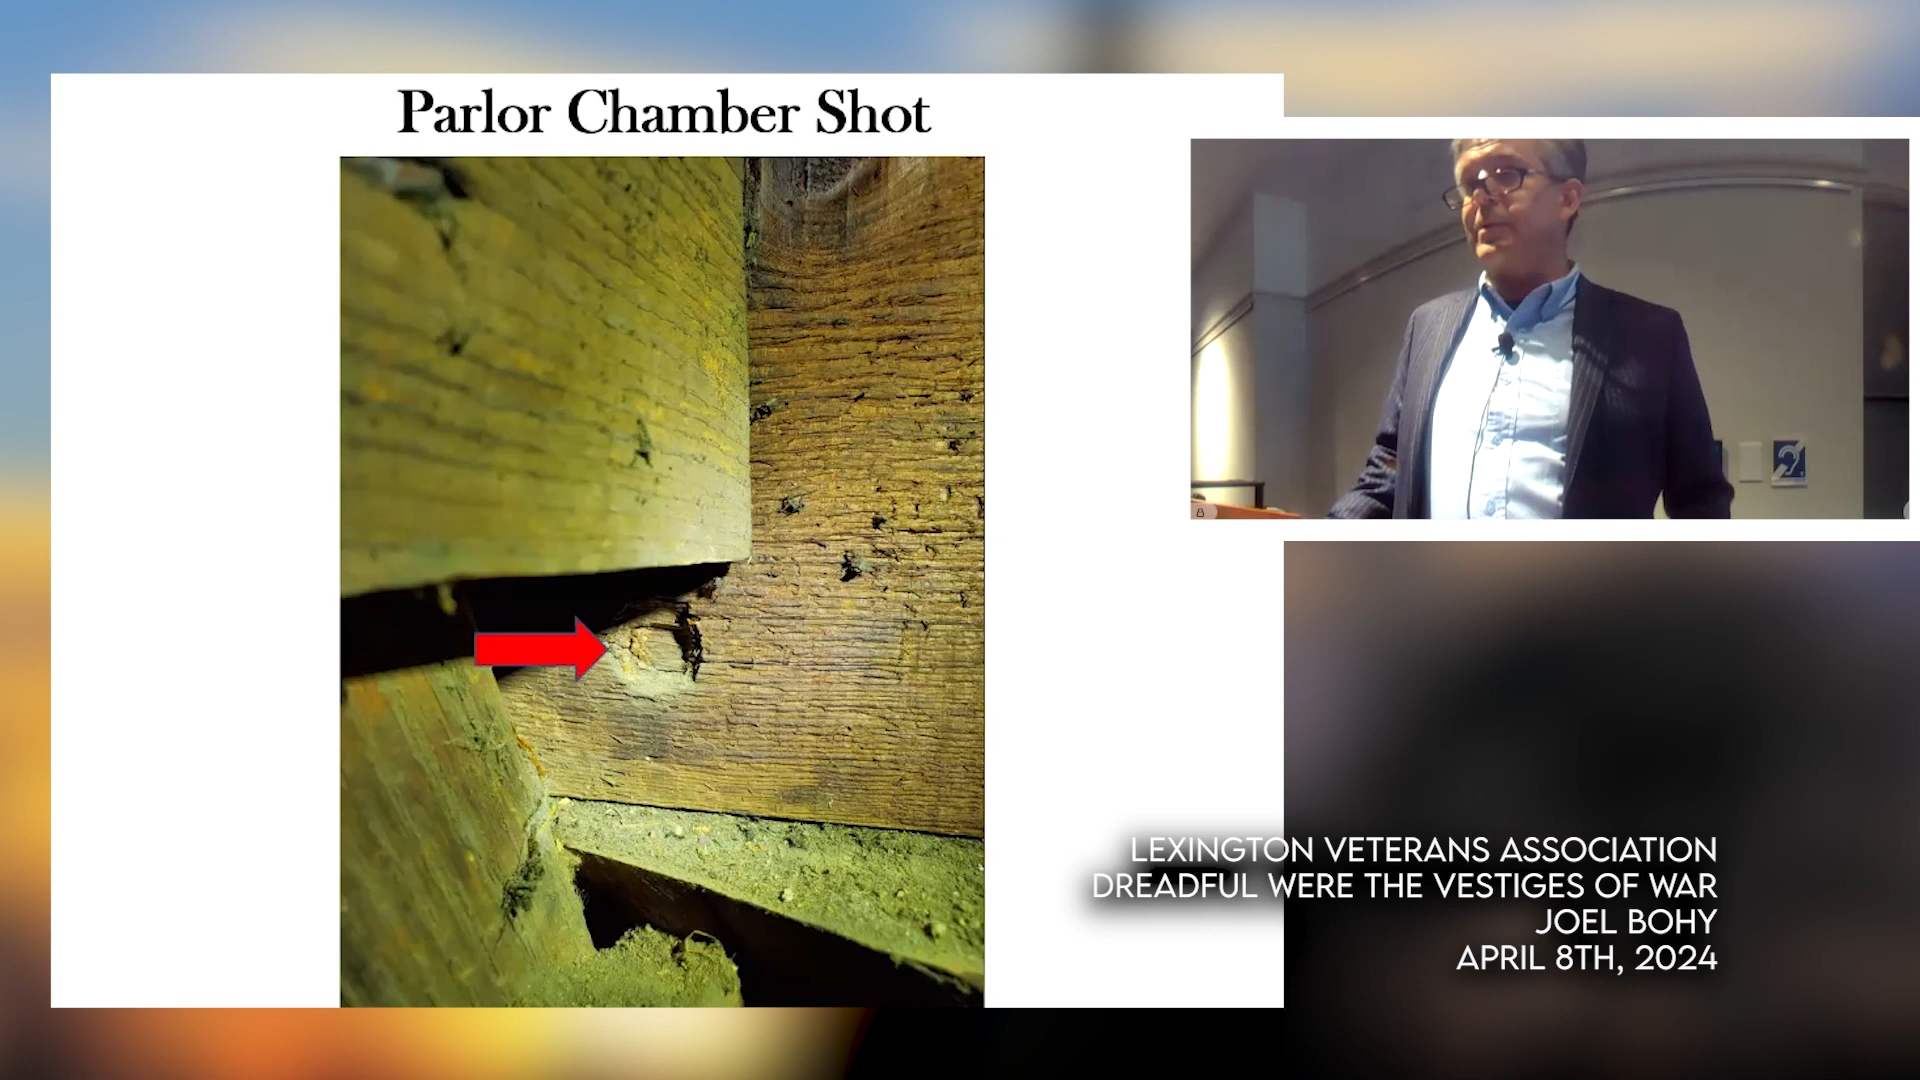 Parlor Chamber Shot
LEXINGTON VETERANS ASSOCIATION
DREADFUL WERE THE VESTIGES OF WAR
JOEL BOHY
APRIL 8TH, 2024